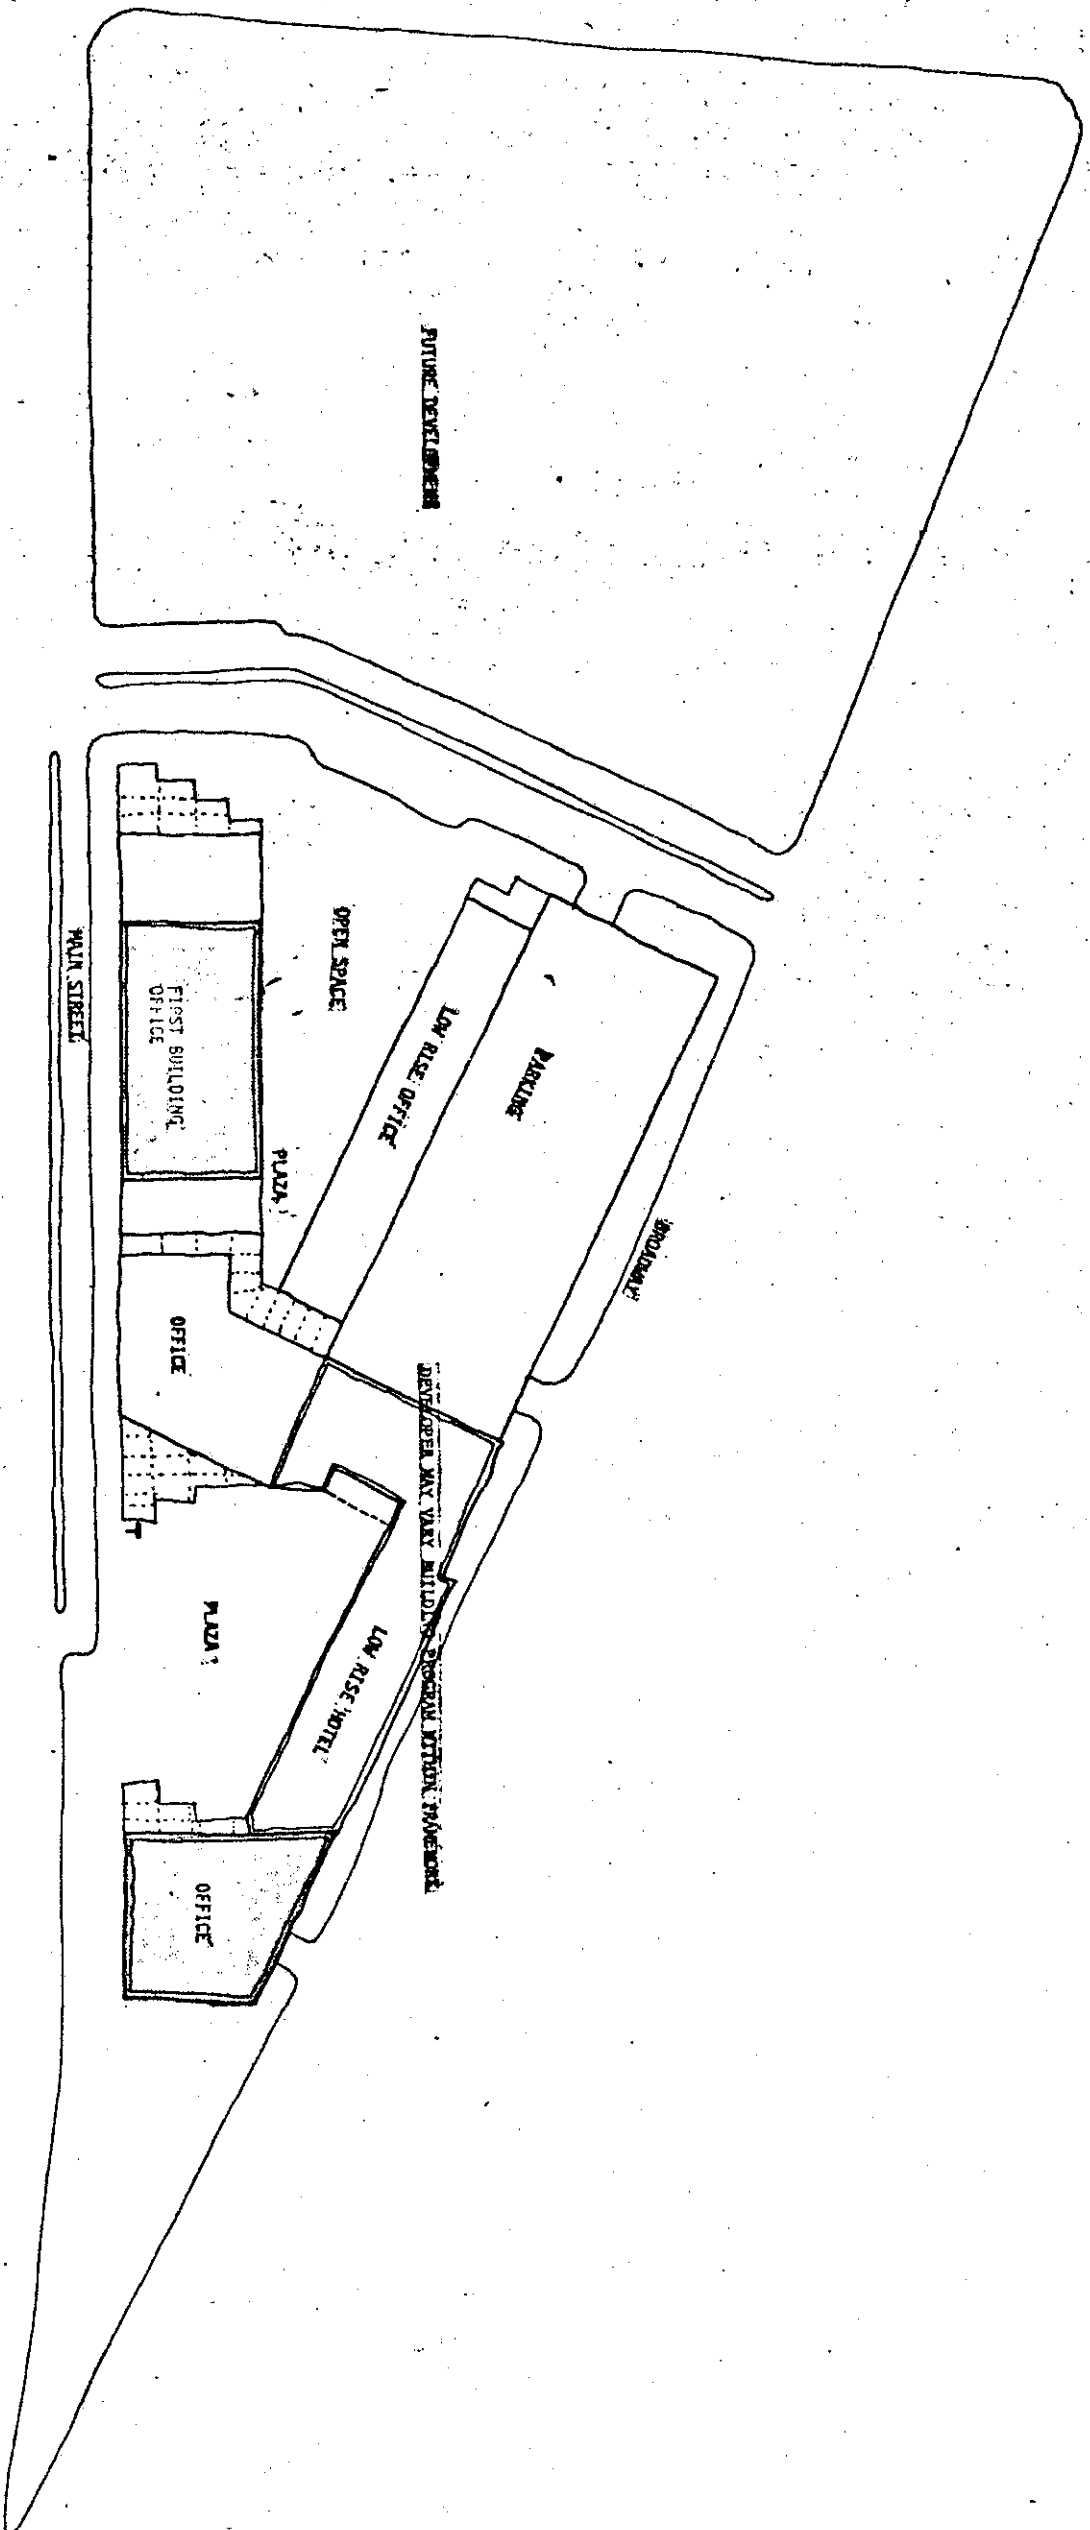 FUTURE DEVELOPMENT
OPEN SPACE
MAIN STREET
FIRST BUILDING
OFFICE
PLAZA
LOW RISE OFFICE
PARKING
BROADWAY
OFFICE
DEVELOPER MAY VARY BUILDING PROGRAM WITHIN FRAMEWORK
PLAZA
LOW RISE HOTEL
OFFICE